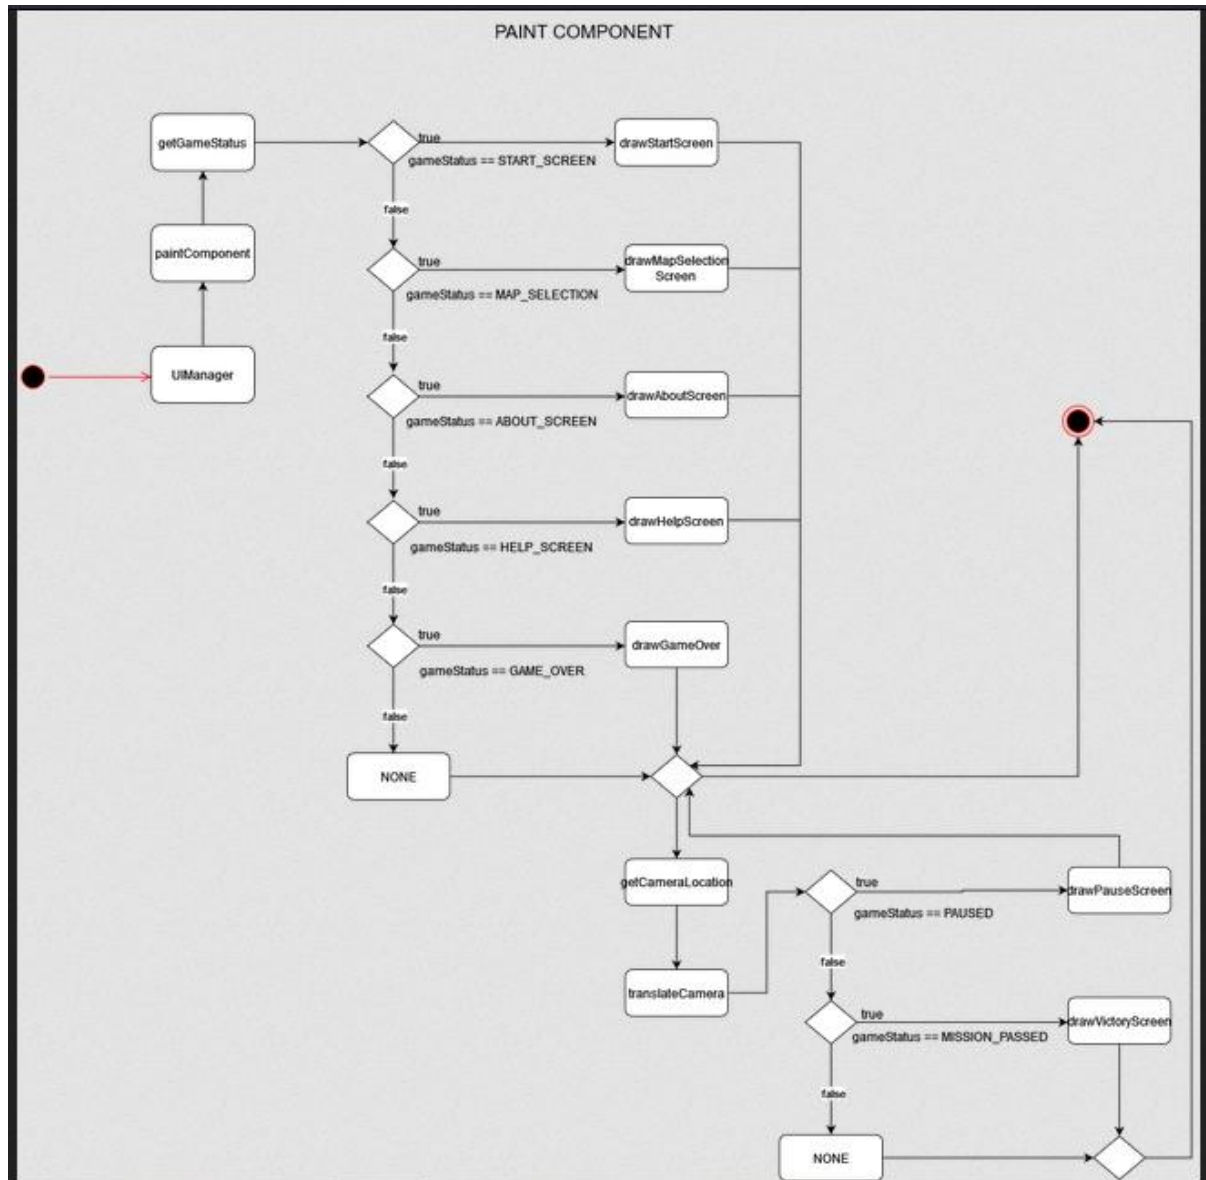 PAINT COMPONENT
getGameStatus
true
drawStartScreen
gameStatus == START_SCREEN
false
paintComponent
true
drawMapSelection
Screen
gameStatus == MAP_SELECTION
false
UIManager
true
drawAboutScreen
gameStatus == ABOUT_SCREEN
false
true
drawHelpScreen
gameStatus == HELP_SCREEN
false
true
drawGameOver
gameStatus == GAME_OVER
false
NONE
getCameraLocation
true
drawPauseScreen
gameStatus == PAUSED
false
translateCamera
true
drawVictoryScreen
gameStatus == MISSION_PASSED
false
NONE